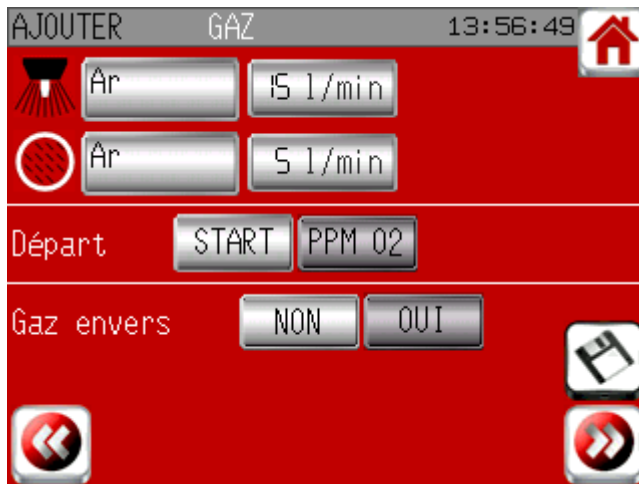 AJOUTER GAZ 13:56:49
Ar 15 l/min
Ar 5 l/min
Départ START PPM O2
Gaz envers NON OUI